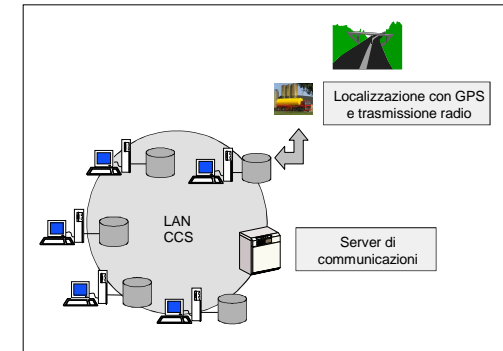 Localizzazione con GPS
e trasmissione radio
LAN
CCS
Server di
communicazioni